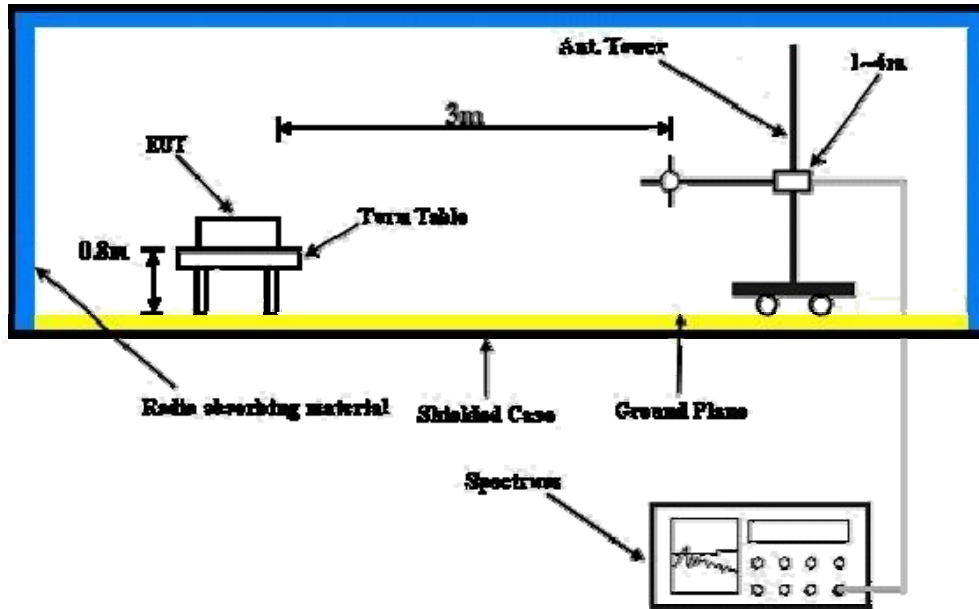 Ant. Tower
1~4m
3m
EUT
Turn Table
0.8m
Radio absorbing material
Shielded Case
Ground Plane
Spectrum